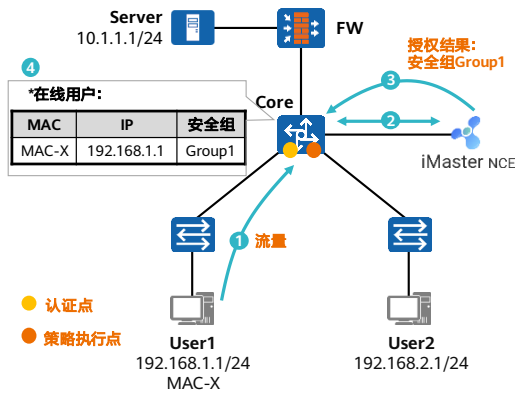 Server
10.1.1.1/24
FW
授权结果：
安全组Group1
4
*在线用户：
MAC IP 安全组
MAC-X 192.168.1.1 Group1
Core
3
2
iMaster NCE
1 流量
认证点
策略执行点
User1
192.168.1.1/24
MAC-X
User2
192.168.2.1/24